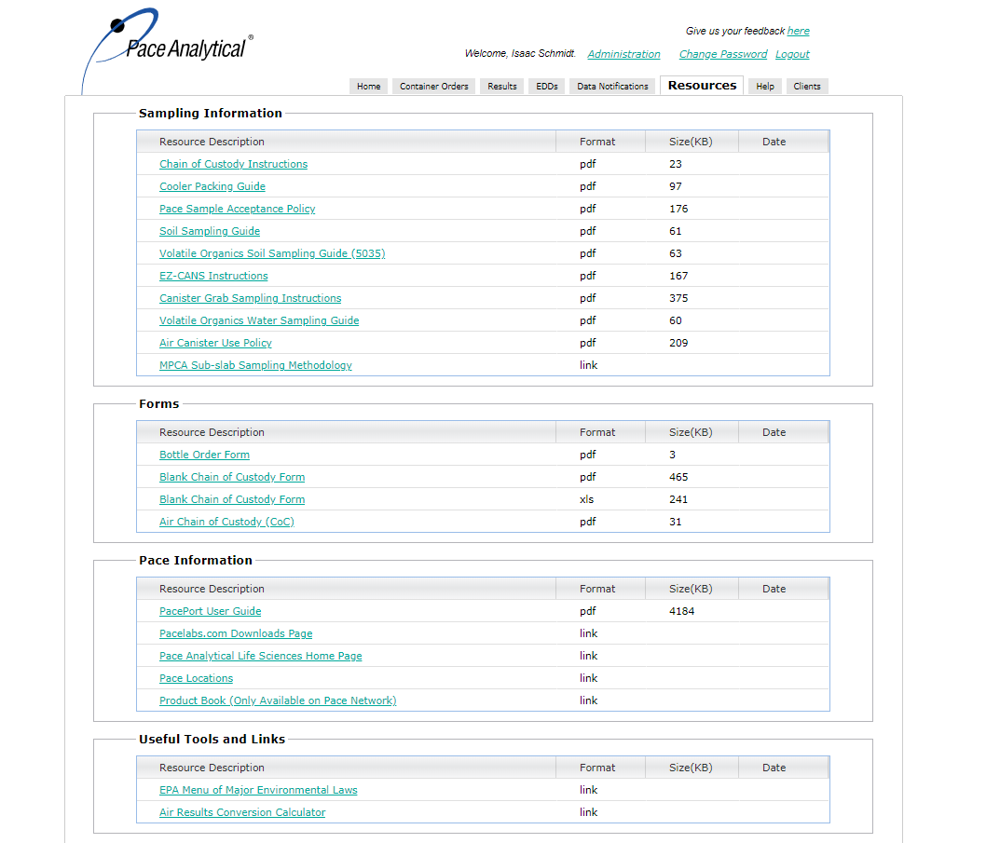 Pace Analytical®
Give us your feedback here
Welcome, Isaac Schmidt. Administration Change Password Logout
Home Container Orders Results EDDs Data Notifications Resources Help Clients
Sampling Information
Resource Description Format Size(KB) Date
Chain of Custody Instructions pdf 23
Cooler Packing Guide pdf 97
Pace Sample Acceptance Policy pdf 176
Soil Sampling Guide pdf 61
Volatile Organics Soil Sampling Guide (5035) pdf 63
EZ-CANS Instructions pdf 167
Canister Grab Sampling Instructions pdf 375
Volatile Organics Water Sampling Guide pdf 60
Air Canister Use Policy pdf 209
MPCA Sub-slab Sampling Methodology link
Forms
Resource Description Format Size(KB) Date
Bottle Order Form pdf 3
Blank Chain of Custody Form pdf 465
Blank Chain of Custody Form xls 241
Air Chain of Custody (CoC) pdf 31
Pace Information
Resource Description Format Size(KB) Date
PacePort User Guide pdf 4184
Pacelabs.com Downloads Page link
Pace Analytical Life Sciences Home Page link
Pace Locations link
Product Book (Only Available on Pace Network) link
Useful Tools and Links
Resource Description Format Size(KB) Date
EPA Menu of Major Environmental Laws link
Air Results Conversion Calculator link